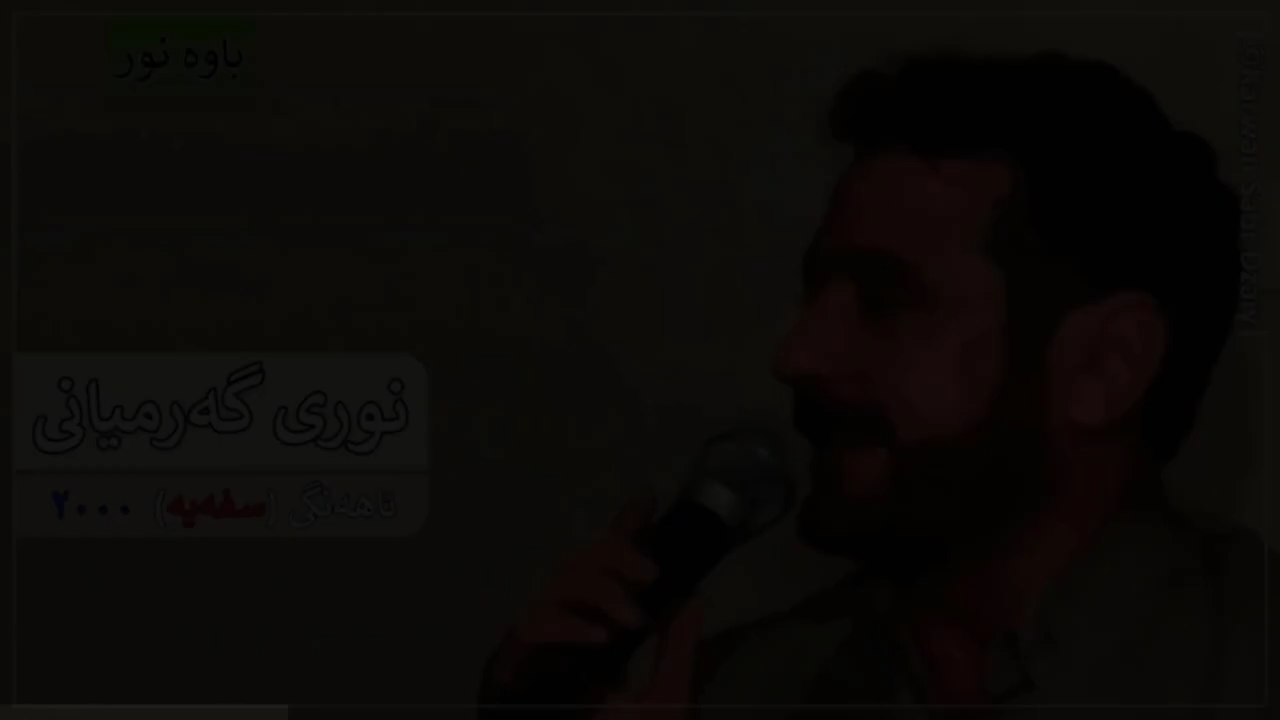 باوە نور
نوری گەرمیانی
ئاهەنگی (سفەیە) ٢٠٠٠